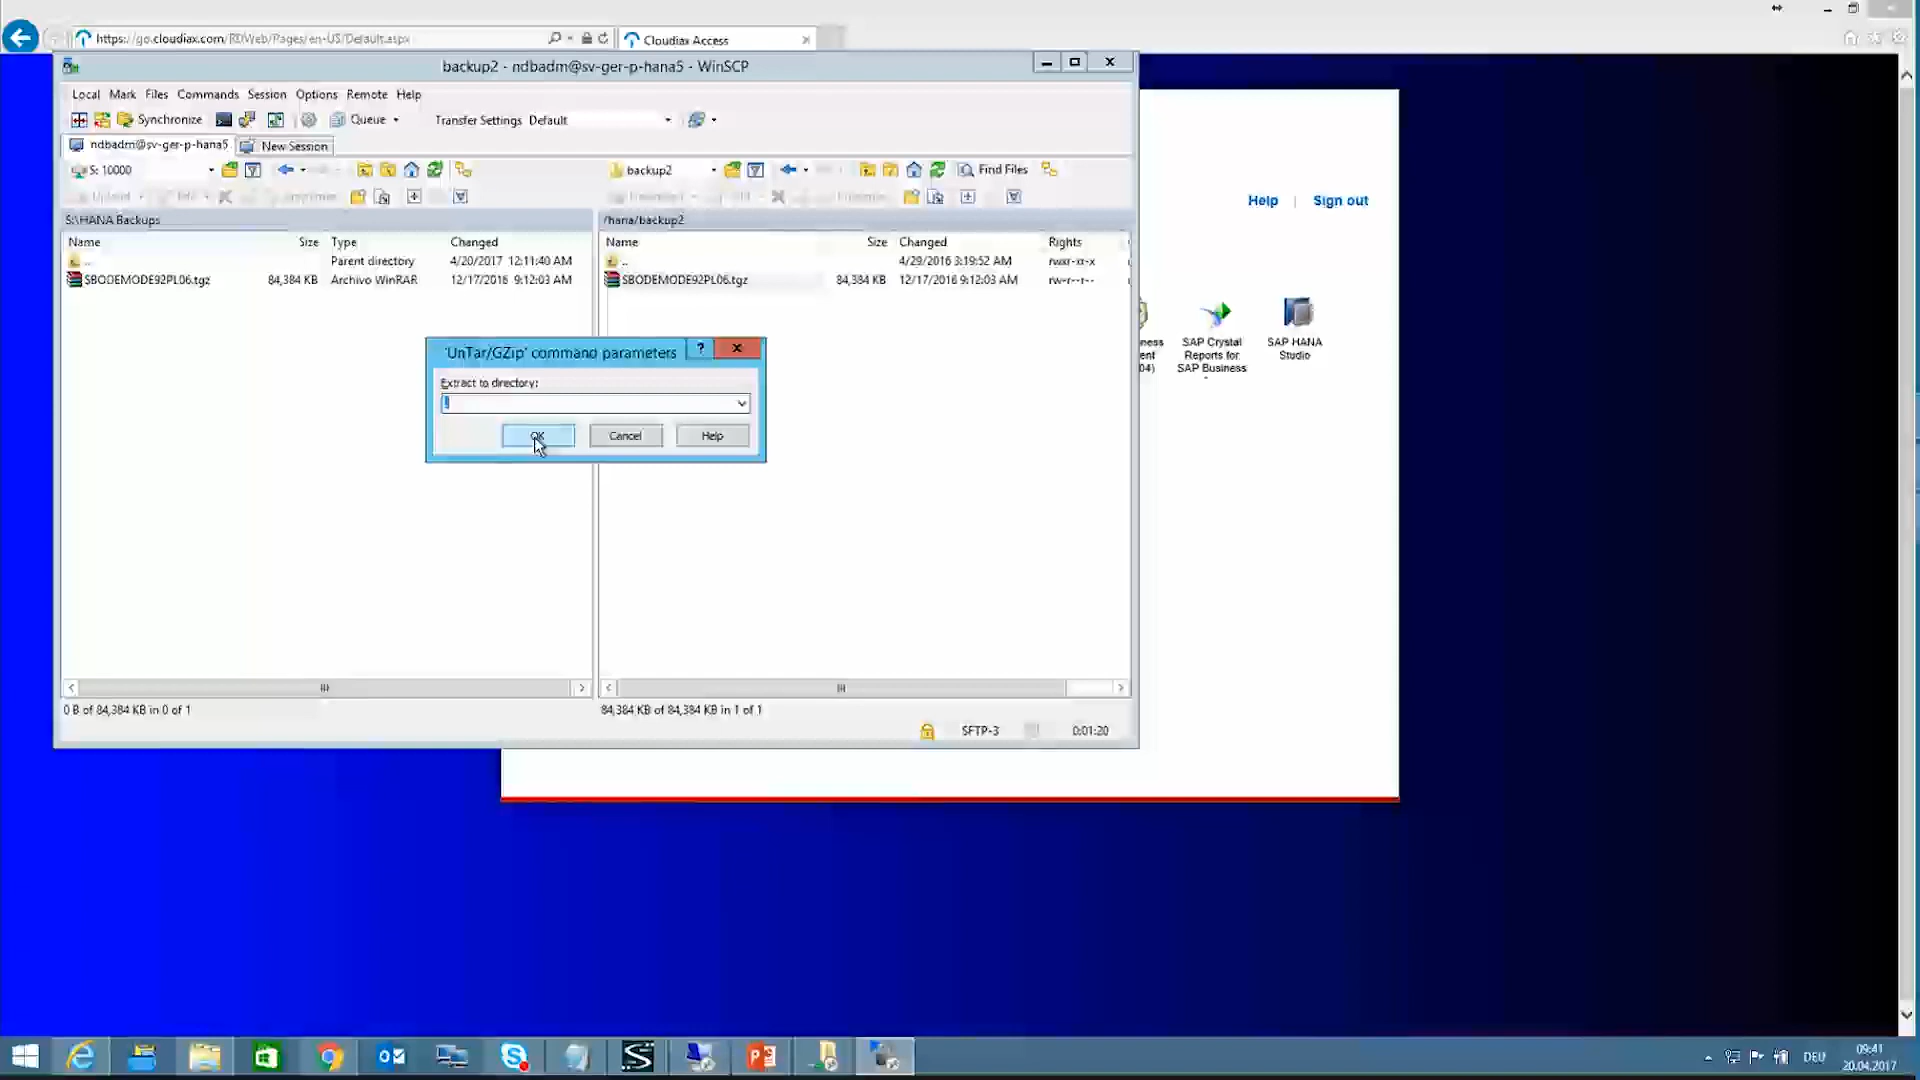 https://go.cloudiax.com/RDWeb/Pages/en-US/Default.aspx
Cloudiax Access
backup2 - ndbadm@sv-ger-p-hana5 - WinSCP
Local Mark Files Commands Session Options Remote Help
Synchronize Queue Transfer Settings Default
ndbadm@sv-ger-p-hana5 New Session
S: 10000 backup2 Find Files
S:\HANA Backups /hana/backup2
Name Size Type Changed Name Size Changed Rights
.. Parent directory 4/20/2017 12:11:40 AM .. 4/29/2016 3:19:52 AM rwxr-xr-x
SBODEMODE92PL06.tgz 84,384 KB Archivo WinRAR 12/17/2016 9:12:03 AM SBODEMODE92PL06.tgz 84,384 KB 12/17/2016 9:12:03 AM rw-r--r--
'UnTar/GZip' command parameters ?
Extract to directory:
OK Cancel Help
0 B of 84,384 KB in 0 of 1 84,384 KB of 84,384 KB in 1 of 1
SFTP-3 0:01:20
Help | Sign out
SAP Crystal Reports for SAP Business
SAP HANA Studio
DEU 09:41
20.04.2017